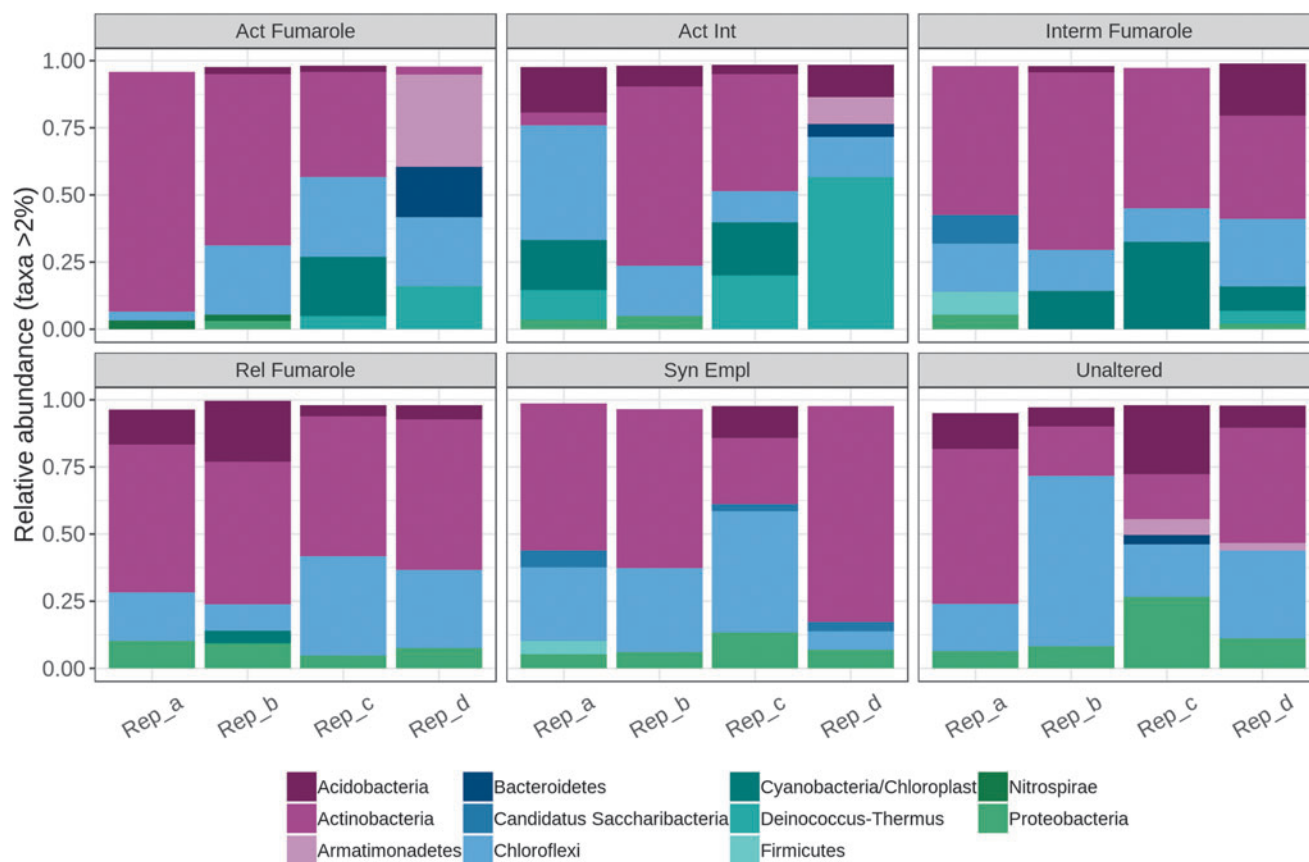 Act Fumarole Act Int Interm Fumarole
1.00
0.75
0.50
0.25
0.00
Rel Fumarole Syn Empl Unaltered
1.00
0.75
0.50
0.25
0.00
Relative abundance (taxa >2%)
Rep_a Rep_b Rep_c Rep_d Rep_a Rep_b Rep_c Rep_d Rep_a Rep_b Rep_c Rep_d
Acidobacteria Bacteroidetes Cyanobacteria/Chloroplast Nitrospirae
Actinobacteria Candidatus Saccharibacteria Deinococcus-Thermus Proteobacteria
Armatimonadetes Chloroflexi Firmicutes